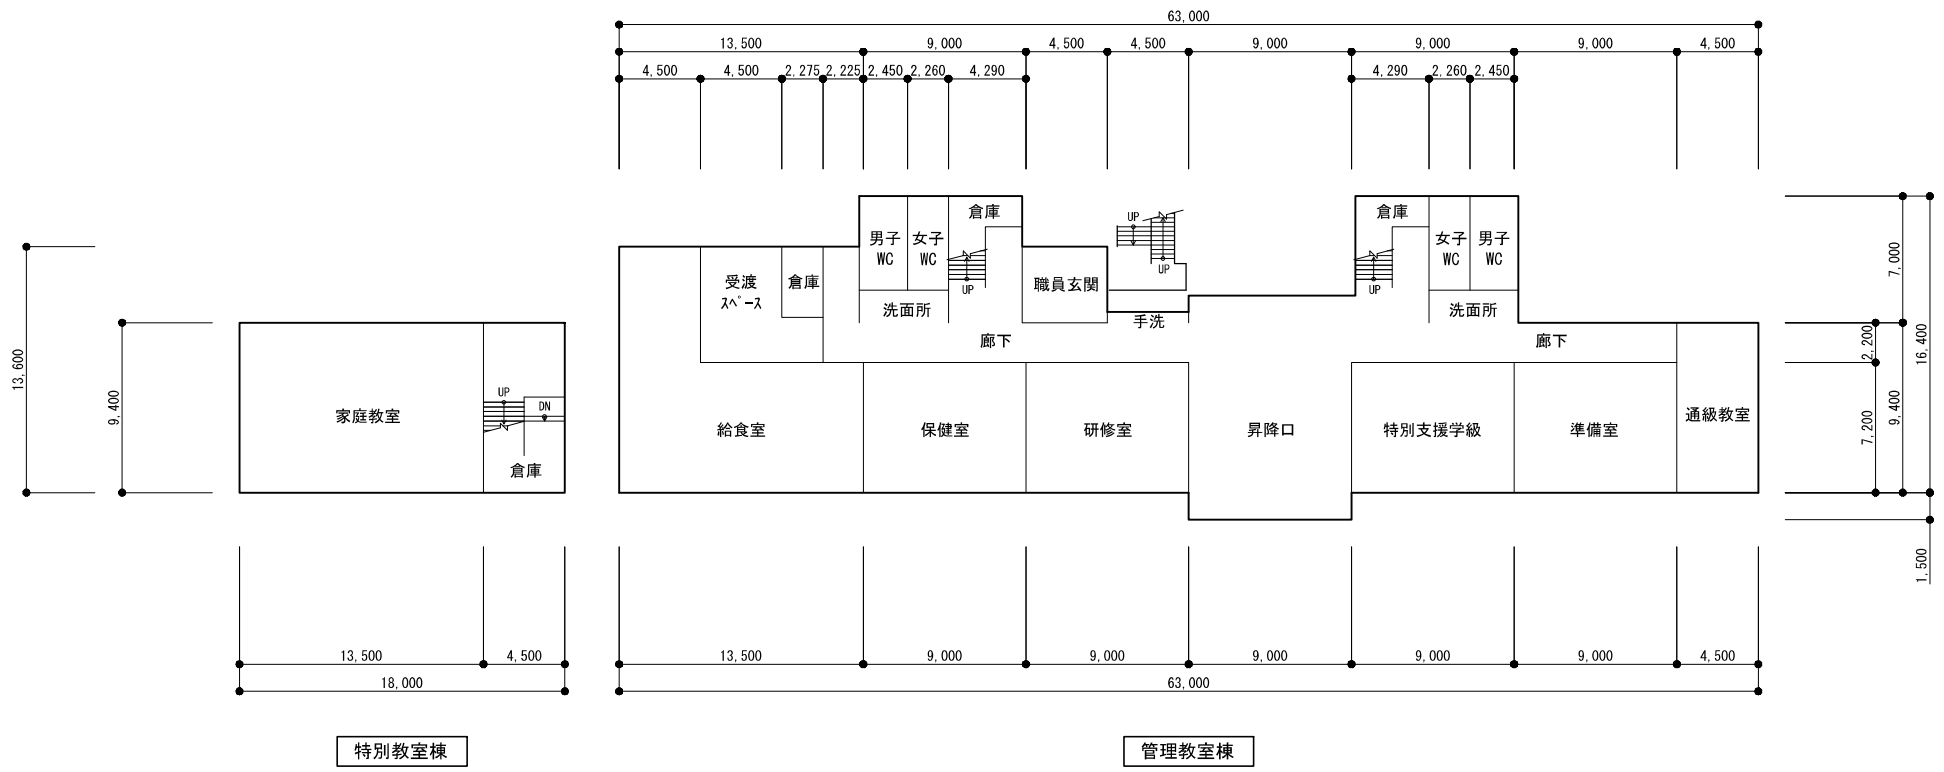 63,000
13,500 9,000 4,500 4,500 9,000 9,000 9,000 4,500
4,500 4,500 2,275 2,225 2,450 2,260 4,290 4,290 2,260 2,450
倉庫 UP 倉庫
男子 女子 女子 男子
WC WC WC WC
受渡 倉庫 職員玄関
スペース
UP UP UP
洗面所 洗面所
手洗
廊下 廊下
家庭教室
UP
DN
倉庫
給食室 保健室 研修室 昇降口 特別支援学級 準備室 通級教室
13,600
9,400
7,000
16,400
2,200
9,400
7,200
1,500
13,500 4,500 13,500 9,000 9,000 9,000 9,000 9,000 4,500
18,000 63,000
特別教室棟 管理教室棟